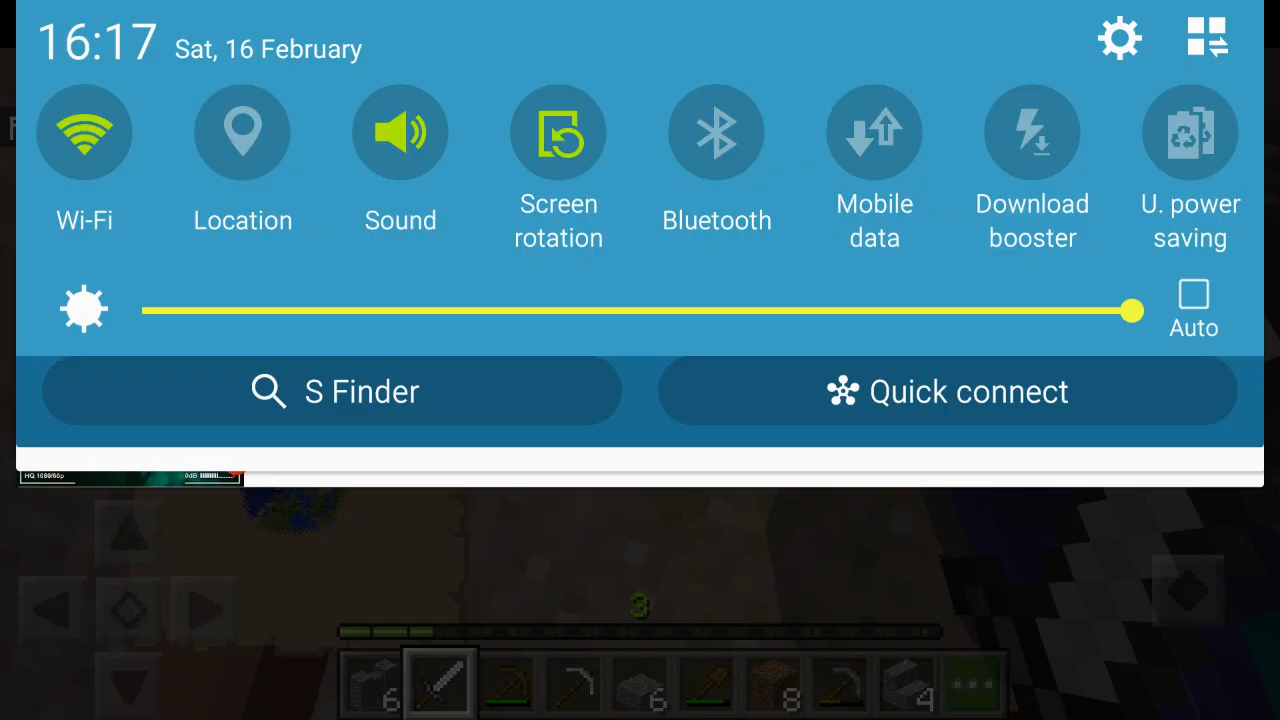 16:17 Sat, 16 February
Wi-Fi
Location
Sound
Screen
rotation
Bluetooth
Mobile
data
Download
booster
U. power
saving
Auto
S Finder
Quick connect
HQ 1080/60p
0dB
3
6
6
8
4